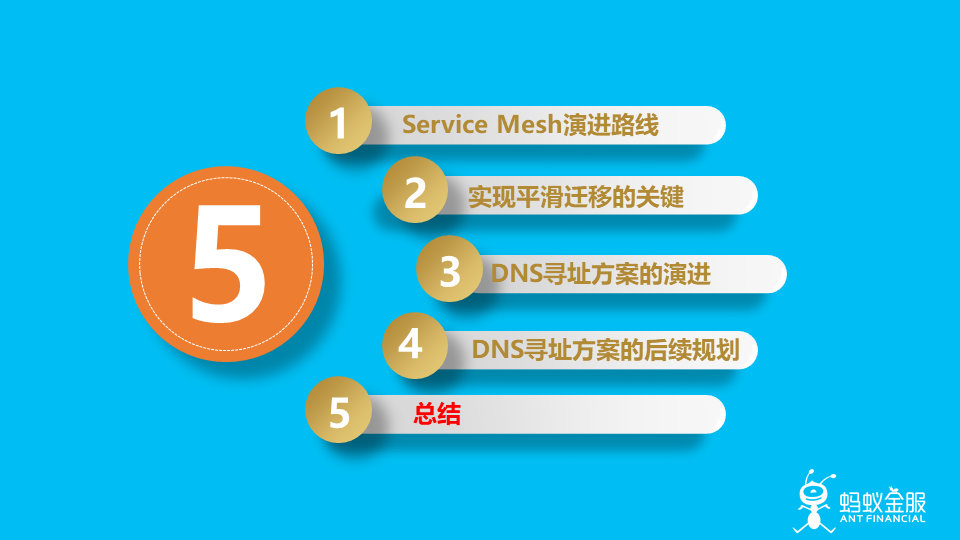 5
1 Service Mesh演进路线
2 实现平滑迁移的关键
3 DNS寻址方案的演进
4 DNS寻址方案的后续规划
5 总结
蚂蚁金服
ANT FINANCIAL